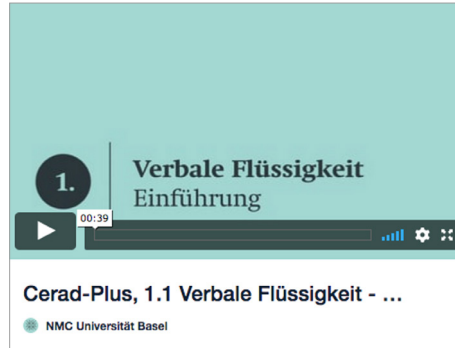 1.
Verbale Flüssigkeit
Einführung
00:39
Cerad-Plus, 1.1 Verbale Flüssigkeit - ...
NMC Universität Basel